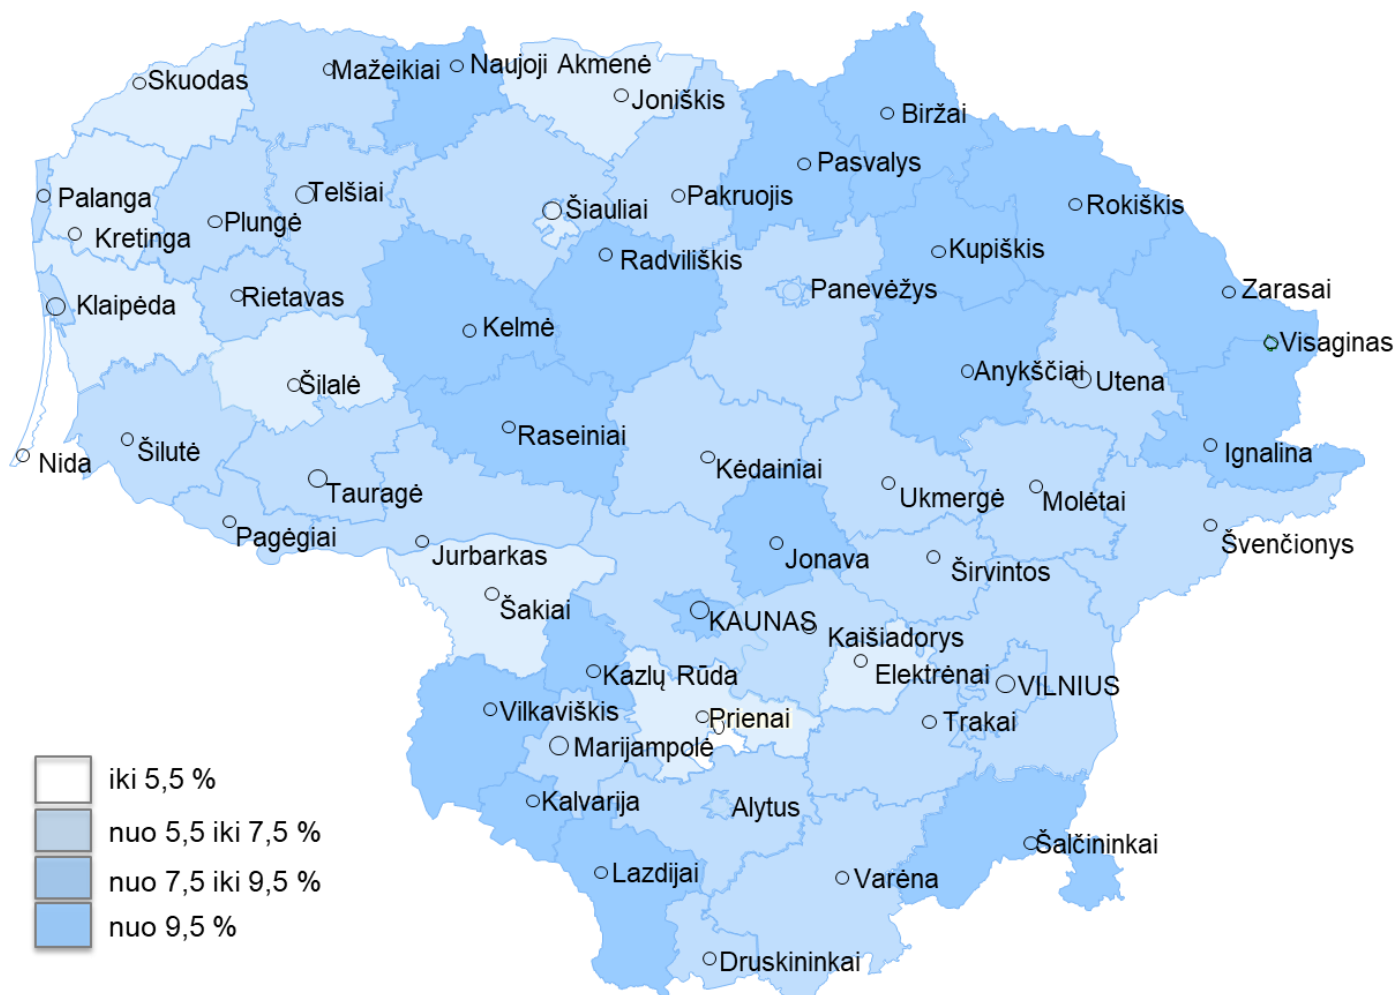 Skuodas
Mažeikiai
Naujoji Akmenė
Joniškis
Biržai
Pasvalys
Palanga
Telšiai
Plungė
Šiauliai
Pakruojis
Rokiškis
Kretinga
Kupiškis
Radviliškis
Klaipėda
Rietavas
Panevėžys
Zarasai
Kelmė
Visaginas
Šilalė
Anykščiai
Utena
Raseiniai
Šilutė
Nida
Kėdainiai
Ignalina
Tauragė
Ukmergė
Molėtai
Pagėgiai
Jurbarkas
Jonava
Širvintos
Švenčionys
Šakiai
KAUNAS
Kaišiadorys
Elektrėnai
Kazlų Rūda
VILNIUS
Vilkaviškis
Prienai
Trakai
Marijampolė
Kalvarija
Alytus
Šalčininkai
Lazdijai
Varėna
Druskininkai
iki 5,5 %
nuo 5,5 iki 7,5 %
nuo 7,5 iki 9,5 %
nuo 9,5 %